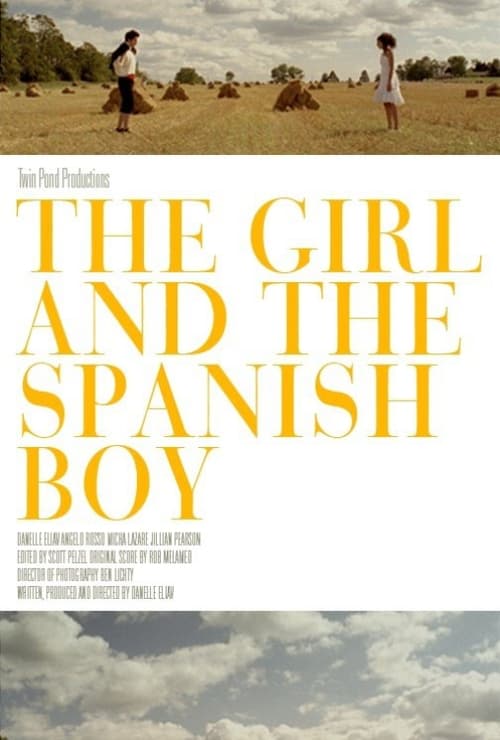 Twin Pond Productions
THE GIRL
AND THE
SPANISH
BOY
DANELLE ELIAV ANGELO ROSSO MICHA LAZARE JILLIAN PEARSON
EDITED BY SCOTT PELZEL ORIGINAL SCORE BY ROB MELAMED
DIRECTOR OF PHOTOGRAPHY BEN LICHTY
WRITTEN, PRODUCED AND DIRECTED BY DANELLE ELIAV